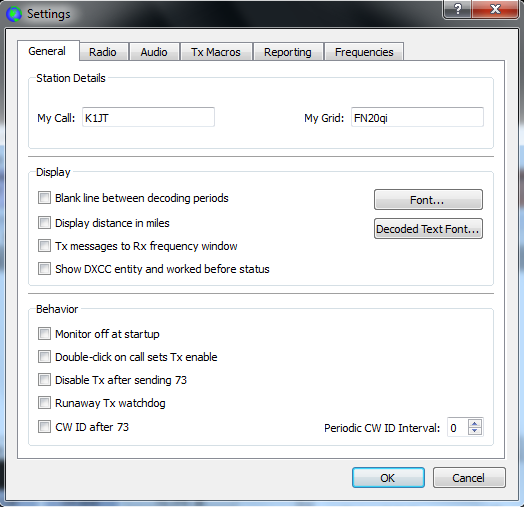 Settings
General Radio Audio Tx Macros Reporting Frequencies
Station Details
My Call: K1JT My Grid: FN20qi
Display
Blank line between decoding periods Font...
Display distance in miles Decoded Text Font...
Tx messages to Rx frequency window
Show DXCC entity and worked before status
Behavior
Monitor off at startup
Double-click on call sets Tx enable
Disable Tx after sending 73
Runaway Tx watchdog
CW ID after 73 Periodic CW ID Interval: 0
OK Cancel